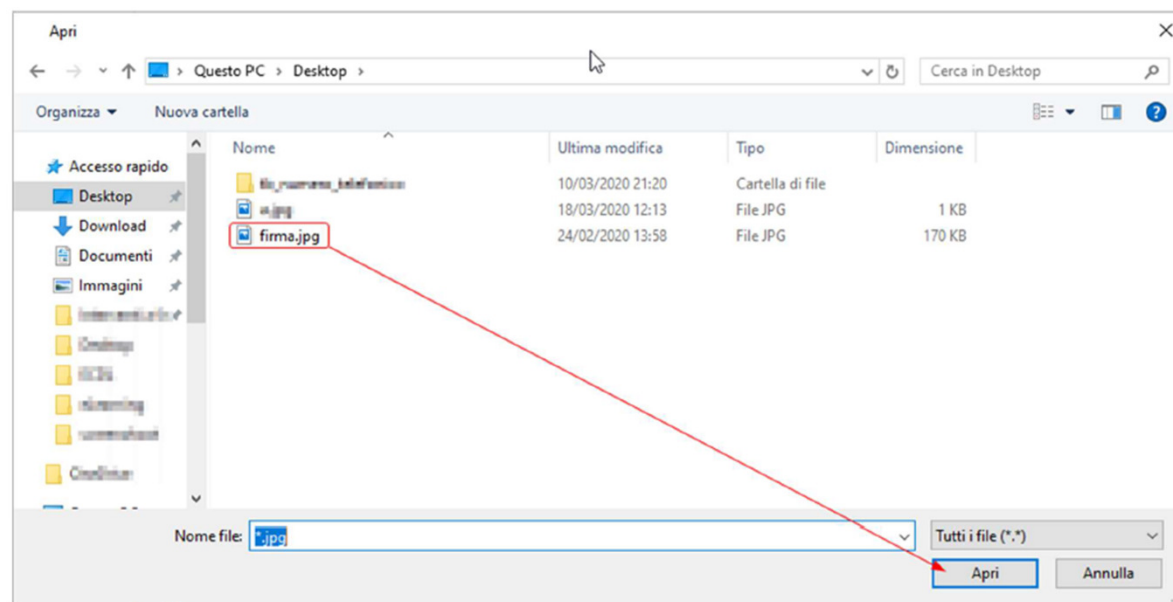 Apri
Questo PC > Desktop >
Cerca in Desktop
Organizza
Nuova cartella
Nome
Ultima modifica
Tipo
Dimensione
Accesso rapido
Desktop
Download
Documenti
Immagini
10/03/2020 21:20
Cartella di file
18/03/2020 12:13
File JPG
1 KB
firma.jpg
24/02/2020 13:58
File JPG
170 KB
Nome file:
*.jpg
Tutti i file (*.*)
Apri
Annulla